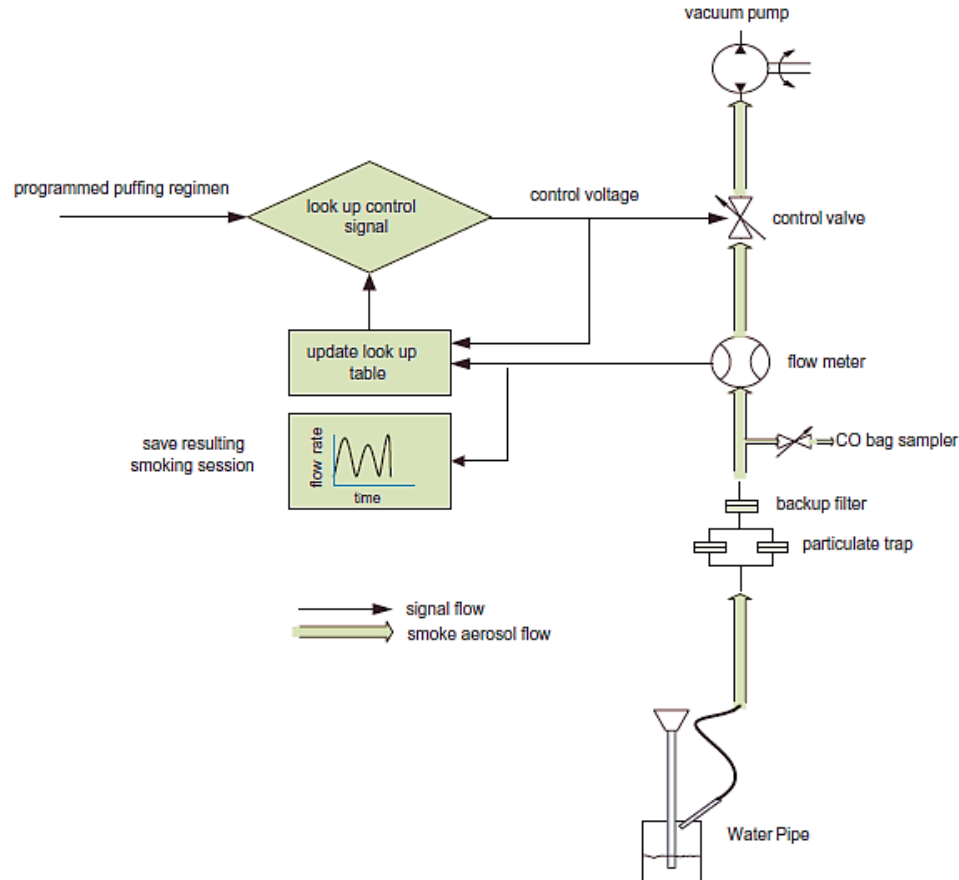 vacuum pump
programmed puffing regimen
look up control
signal
control voltage
control valve
update look up
table
flow meter
save resulting
smoking session
flow rate
time
CO bag sampler
backup filter
particulate trap
signal flow
smoke aerosol flow
Water Pipe